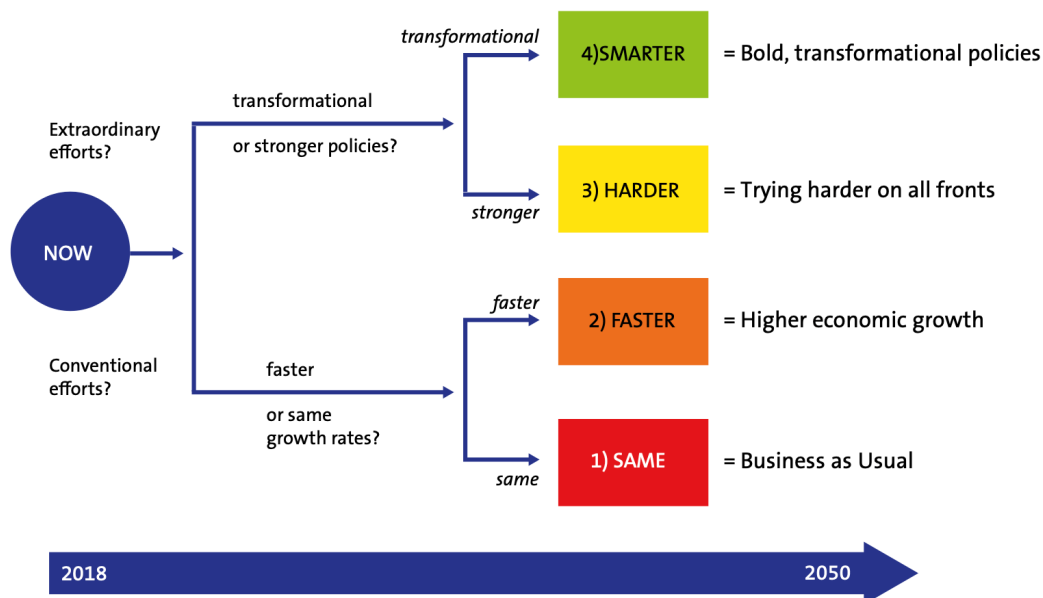 transformational
4)SMARTER
= Bold, transformational policies
transformational
or stronger policies?
Extraordinary
efforts?
3) HARDER
= Trying harder on all fronts
stronger
NOW
faster
2) FASTER
= Higher economic growth
Conventional
efforts?
faster
or same
growth rates?
1) SAME
= Business as Usual
same
2018
2050